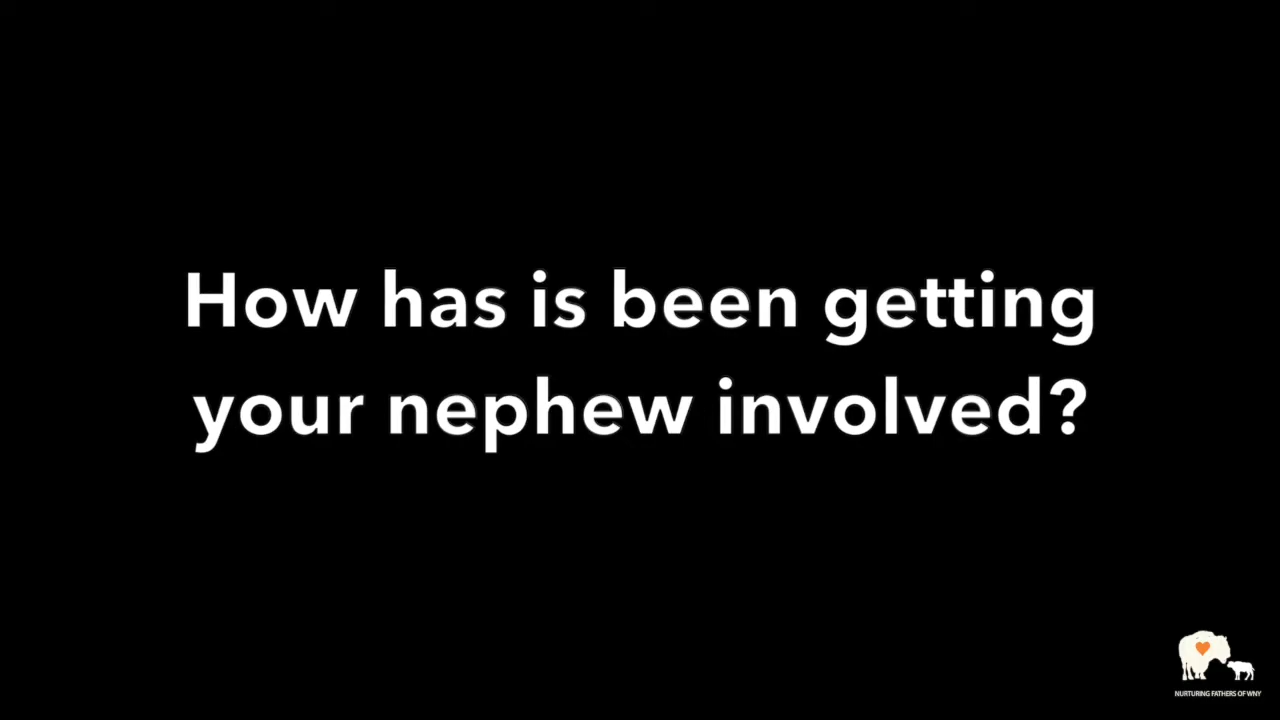 How has is been getting
your nephew involved?
NURTURING FATHERS OF WNY